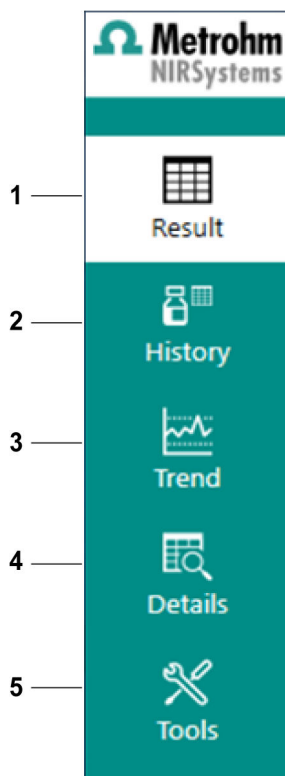 Metrohm
NIRSystems
1
Result
2
History
3
Trend
4
Details
5
Tools